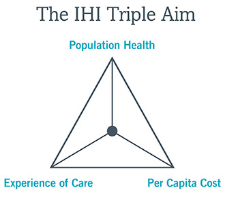 The IHI Triple Aim
Population Health
Experience of Care
Per Capita Cost